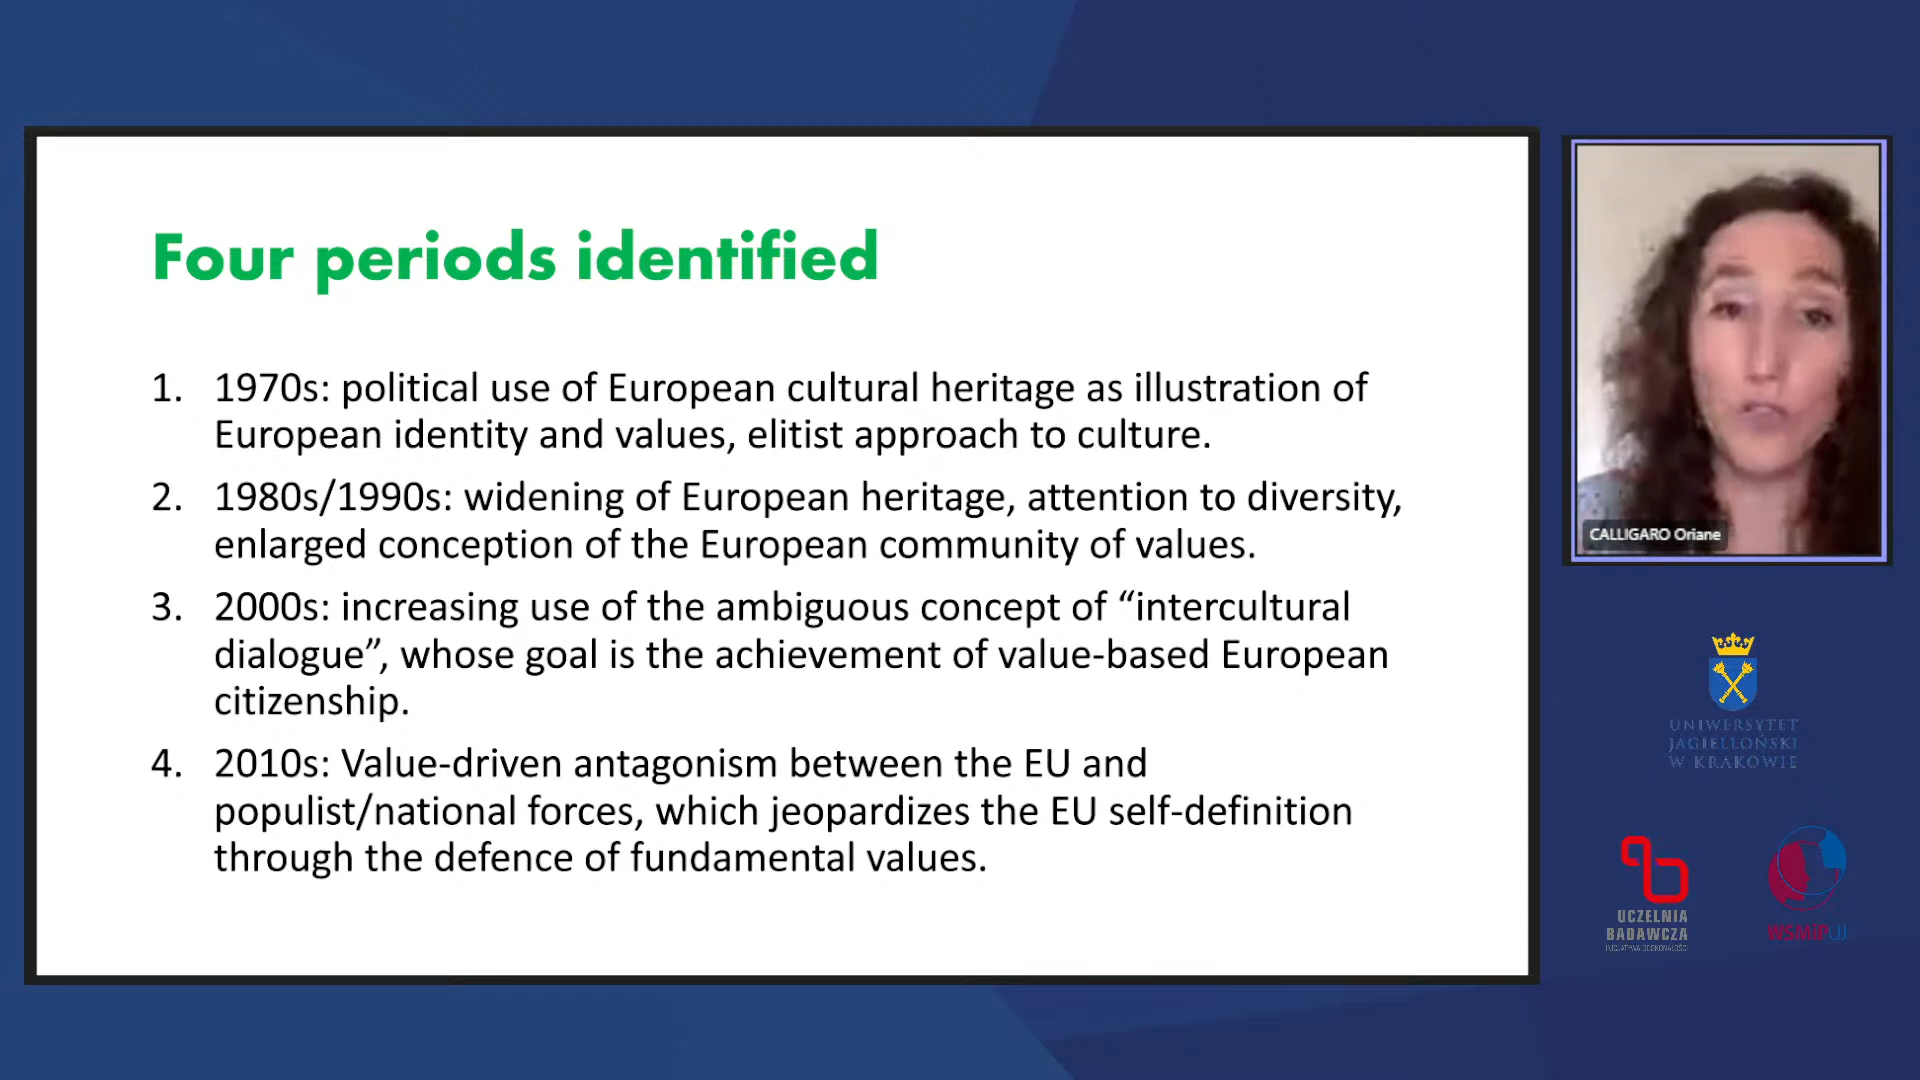 Four periods identified
1. 1970s: political use of European cultural heritage as illustration of
European identity and values, elitist approach to culture.
2. 1980s/1990s: widening of European heritage, attention to diversity,
enlarged conception of the European community of values.
3. 2000s: increasing use of the ambiguous concept of “intercultural
dialogue”, whose goal is the achievement of value-based European
citizenship.
4. 2010s: Value-driven antagonism between the EU and
populist/national forces, which jeopardizes the EU self-definition
through the defence of fundamental values.
CALLIGARO Oriane
UNIWERSYTET
JAGIELLOŃSKI
W KRAKOWIE
UCZELNIA
BADAWCZA
INICJATYWA DOSKONAŁOŚCI
WSMIPUJ